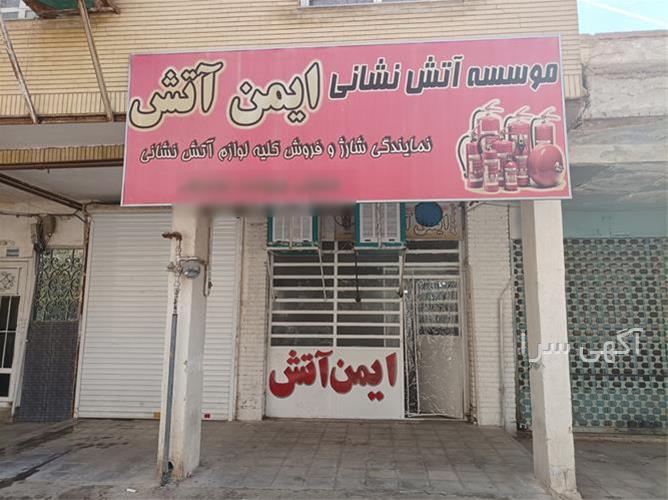 موسسه آتش نشانی ایمن آتش
نمایندگی شارژ و فروش کلیه لوازم آتش نشانی
ایمن آتش
آگهی سرا